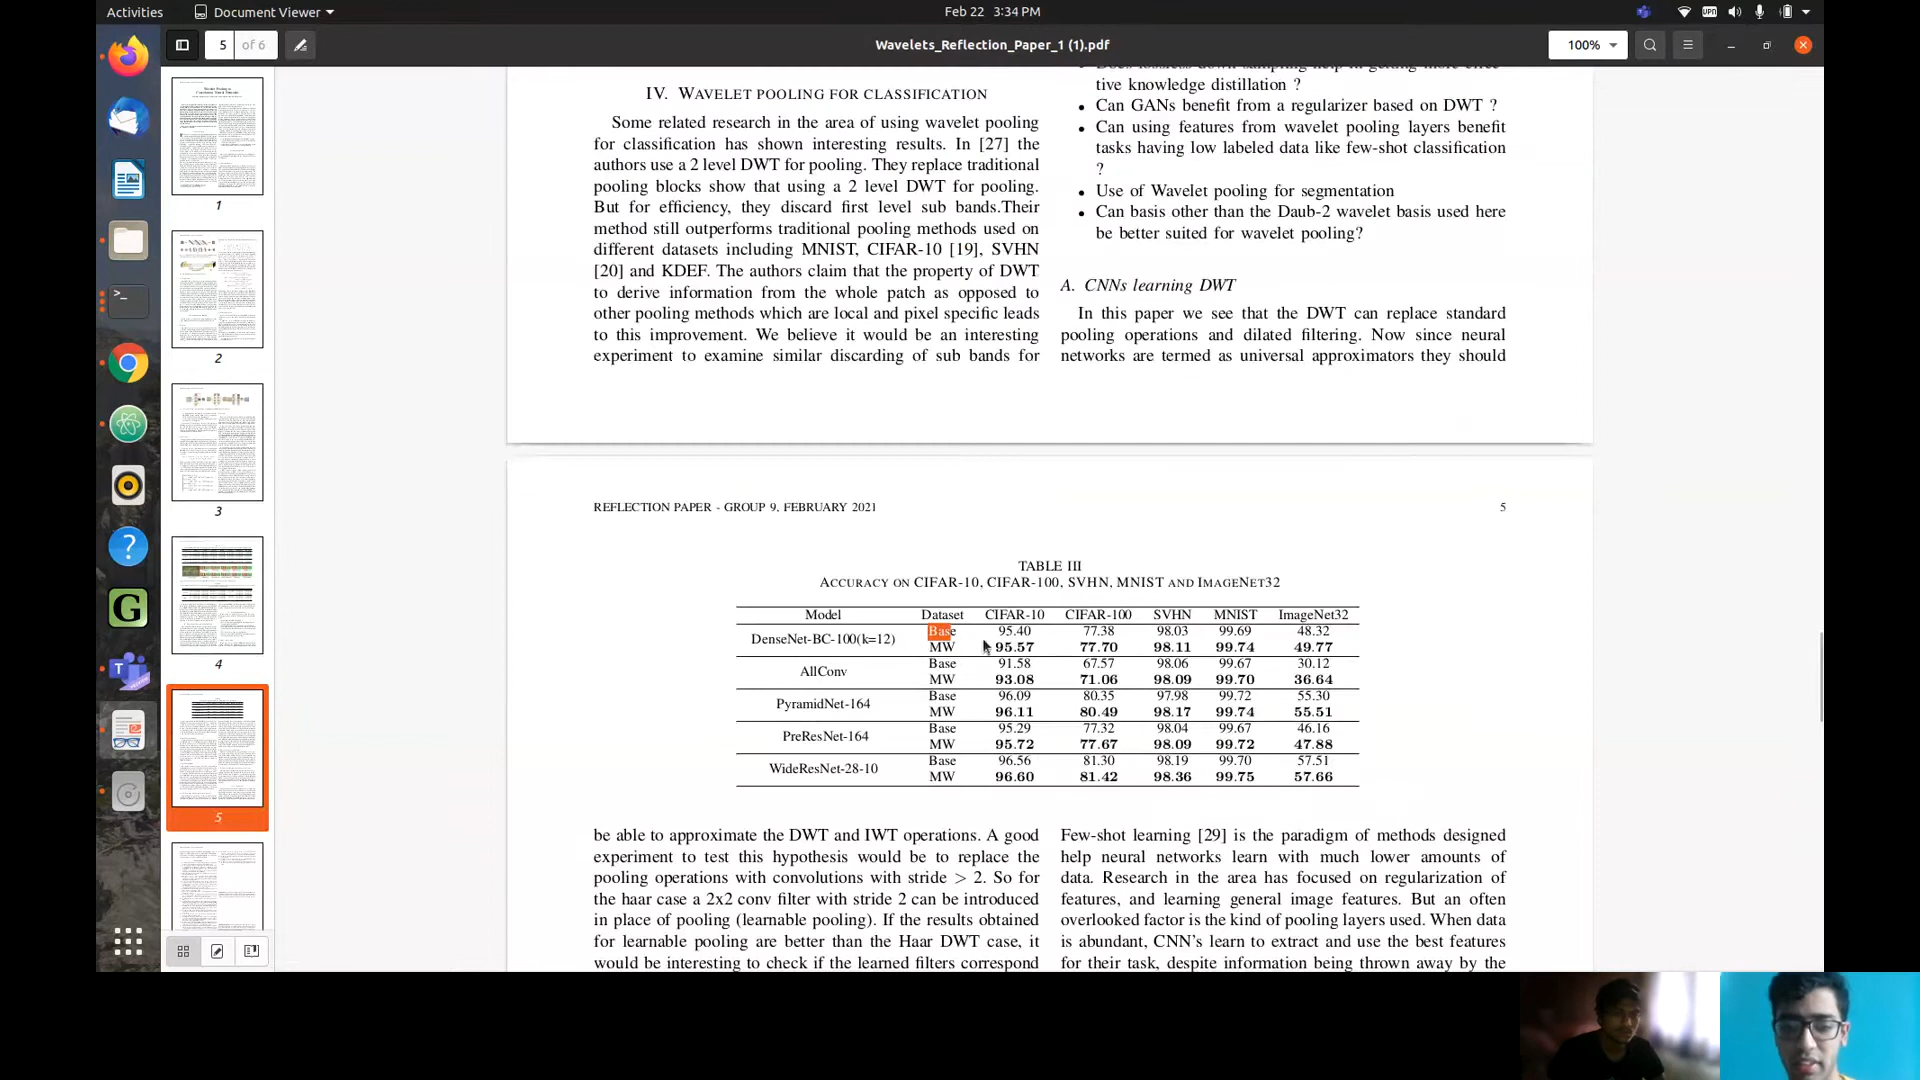 Activities
Document Viewer
Feb 22 3:34 PM
5 of 6
Wavelets_Reflection_Paper_1 (1).pdf
100%
1
2
3
4
5
IV. WAVELET POOLING FOR CLASSIFICATION
Some related research in the area of using wavelet pooling
for classification has shown interesting results. In [27] the
authors use a 2 level DWT for pooling. They replace traditional
pooling blocks show that using a 2 level DWT for pooling.
But for efficiency, they discard first level sub bands.Their
method still outperforms traditional pooling methods used on
different datasets including MNIST, CIFAR-10 [19], SVHN
[20] and KDEF. The authors claim that the property of DWT
to derive information from the whole patch as opposed to
other pooling methods which are local and pixel specific leads
to this improvement. We believe it would be an interesting
experiment to examine similar discarding of sub bands for
• Does lossless down sampling help in getting more effec-
tive knowledge distillation ?
• Can GANs benefit from a regularizer based on DWT ?
• Can using features from wavelet pooling layers benefit
tasks having low labeled data like few-shot classification
?
• Use of Wavelet pooling for segmentation
• Can basis other than the Daub-2 wavelet basis used here
be better suited for wavelet pooling?
A. CNNs learning DWT
In this paper we see that the DWT can replace standard
pooling operations and dilated filtering. Now since neural
networks are termed as universal approximators they should
REFLECTION PAPER - GROUP 9, FEBRUARY 2021 5
TABLE III
ACCURACY ON CIFAR-10, CIFAR-100, SVHN, MNIST AND IMAGENET32
Model Dataset CIFAR-10 CIFAR-100 SVHN MNIST ImageNet32
DenseNet-BC-100(k=12) Base 95.40 77.38 98.03 99.69 48.32
MW 95.57 77.70 98.11 99.74 49.77
AllConv Base 91.58 67.57 98.06 99.67 30.12
MW 93.08 71.06 98.09 99.70 36.64
PyramidNet-164 Base 96.09 80.35 97.98 99.72 55.30
MW 96.11 80.49 98.17 99.74 55.51
PreResNet-164 Base 95.29 77.32 98.04 99.67 46.16
MW 95.72 77.67 98.09 99.72 47.88
WideResNet-28-10 Base 96.56 81.30 98.19 99.70 57.51
MW 96.60 81.42 98.36 99.75 57.66
be able to approximate the DWT and IWT operations. A good
experiment to test this hypothesis would be to replace the
pooling operations with convolutions with stride > 2. So for
the haar case a 2x2 conv filter with stride 2 can be introduced
in place of pooling (learnable pooling). If the results obtained
for learnable pooling are better than the Haar DWT case, it
would be interesting to check if the learned filters correspond
Few-shot learning [29] is the paradigm of methods designed
help neural networks learn with much lower amounts of
data. Research in the area has focused on regularization of
features, and learning general image features. But an often
overlooked factor is the kind of pooling layers used. When data
is abundant, CNN's learn to extract and use the best features
for their task, despite information being thrown away by the